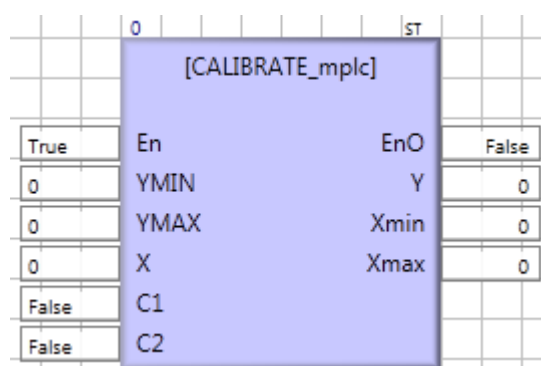 0 ST
[CALIBRATE_mplc]
True En EnO False
0 YMIN Y 0
0 YMAX Xmin 0
0 X Xmax 0
False C1
False C2